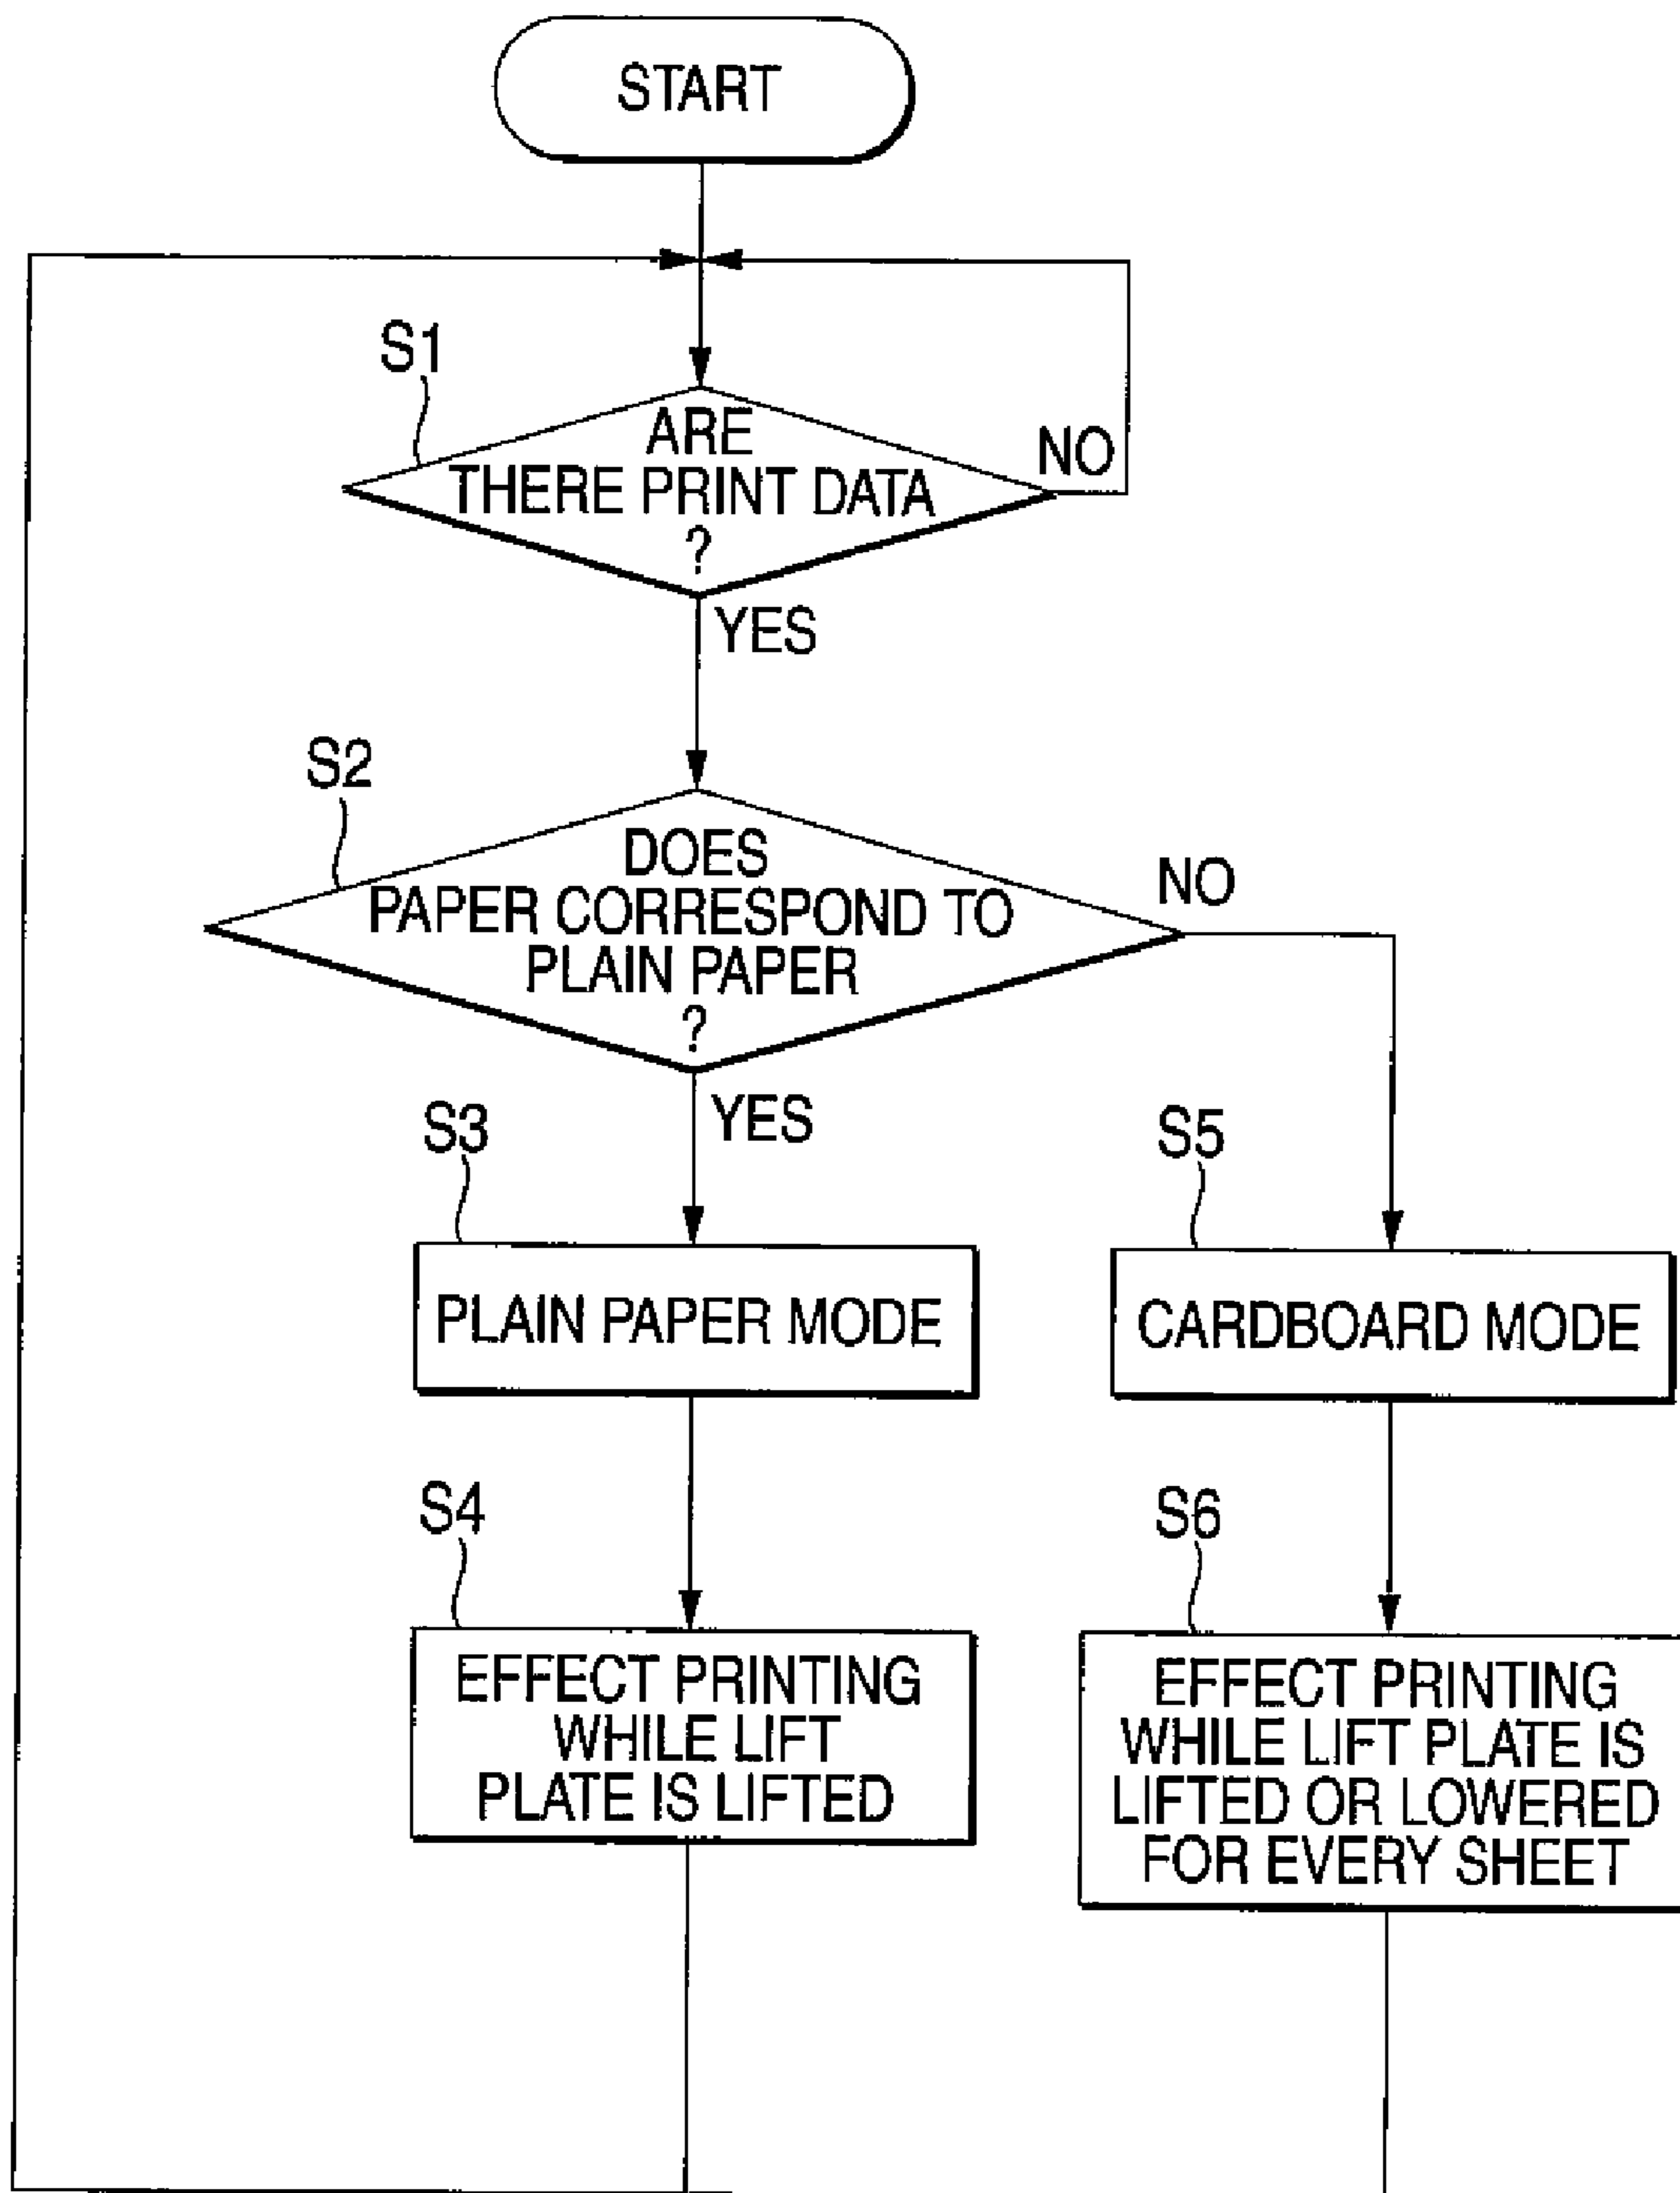 START
S1
ARE
THERE PRINT DATA
?
NO
YES
S2
DOES
PAPER CORRESPOND TO
PLAIN PAPER
?
NO
YES
S3
PLAIN PAPER MODE
S5
CARDBOARD MODE
S4
EFFECT PRINTING
WHILE LIFT
PLATE IS LIFTED
S6
EFFECT PRINTING
WHILE LIFT PLATE IS
LIFTED OR LOWERED
FOR EVERY SHEET